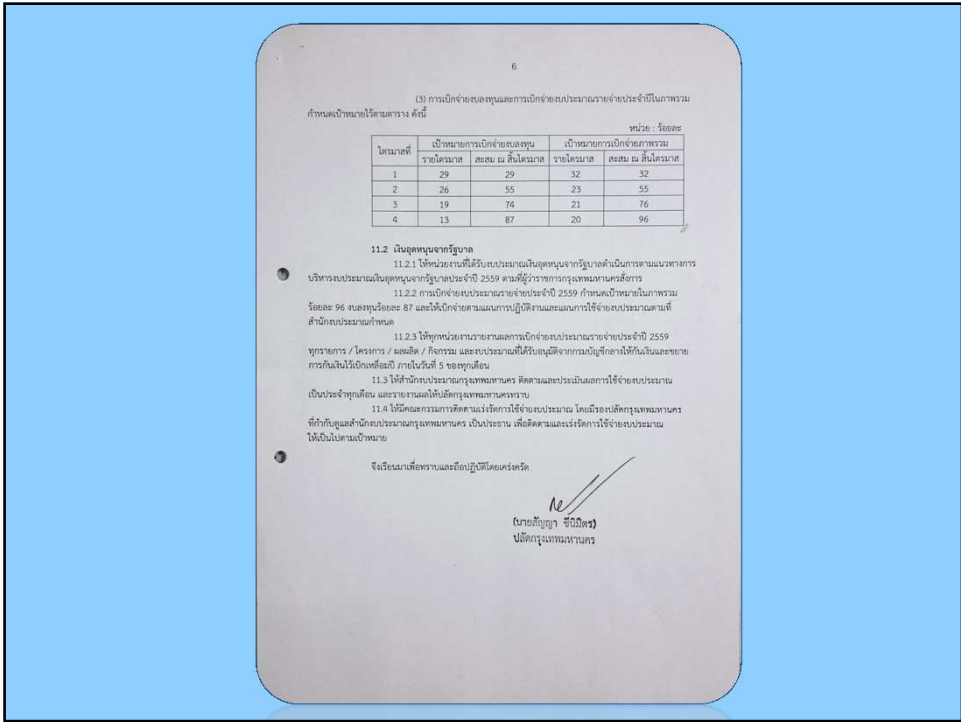 6
(3) การเบิกจ่ายงบลงทุนและการเบิกจ่ายงบประมาณรายจ่ายประจำปีในภาพรวม
กำหนดเป้าหมายไว้ตามตาราง ดังนี้
หน่วย : ร้อยละ
ไตรมาสที่ เป้าหมายการเบิกจ่ายงบลงทุน เป้าหมายการเบิกจ่ายภาพรวม
รายไตรมาส สะสม ณ สิ้นไตรมาส รายไตรมาส สะสม ณ สิ้นไตรมาส
1 29 29 32 32
2 26 55 23 55
3 19 74 21 76
4 13 87 20 96
11.2 เงินอุดหนุนจากรัฐบาล
11.2.1 ให้หน่วยงานที่ได้รับงบประมาณเงินอุดหนุนจากรัฐบาลดำเนินการตามแนวทางการ
บริหารงบประมาณเงินอุดหนุนจากรัฐบาลประจำปี 2559 ตามที่ผู้ว่าราชการกรุงเทพมหานครสั่งการ
11.2.2 การเบิกจ่ายงบประมาณรายจ่ายประจำปี 2559 กำหนดเป้าหมายในภาพรวม
ร้อยละ 96 งบลงทุนร้อยละ 87 และให้เบิกจ่ายตามแผนการปฏิบัติงานและแผนการใช้จ่ายงบประมาณตามที่
สำนักงบประมาณกำหนด
11.2.3 ให้ทุกหน่วยงานรายงานผลการเบิกจ่ายงบประมาณรายจ่ายประจำปี 2559
ทุกรายการ / โครงการ / ผลผลิต / กิจกรรม และงบประมาณที่ได้รับอนุมัติจากกรมบัญชีกลางให้กันเงินและขยาย
การกันเงินไว้เบิกเหลื่อมปี ภายในวันที่ 5 ของทุกเดือน
11.3 ให้สำนักงบประมาณกรุงเทพมหานคร ติดตามและประเมินผลการใช้จ่ายงบประมาณ
เป็นประจำทุกเดือน และรายงานผลให้ปลัดกรุงเทพมหานครทราบ
11.4 ให้มีคณะกรรมการติดตามเร่งรัดการใช้จ่ายงบประมาณ โดยมีรองปลัดกรุงเทพมหานคร
ที่กำกับดูแลสำนักงบประมาณกรุงเทพมหานคร เป็นประธาน เพื่อติดตามและเร่งรัดการใช้จ่ายงบประมาณ
ให้เป็นไปตามเป้าหมาย
จึงเรียนมาเพื่อทราบและถือปฏิบัติโดยเคร่งครัด
(นายสัญญา ชีนิมิตร)
ปลัดกรุงเทพมหานคร